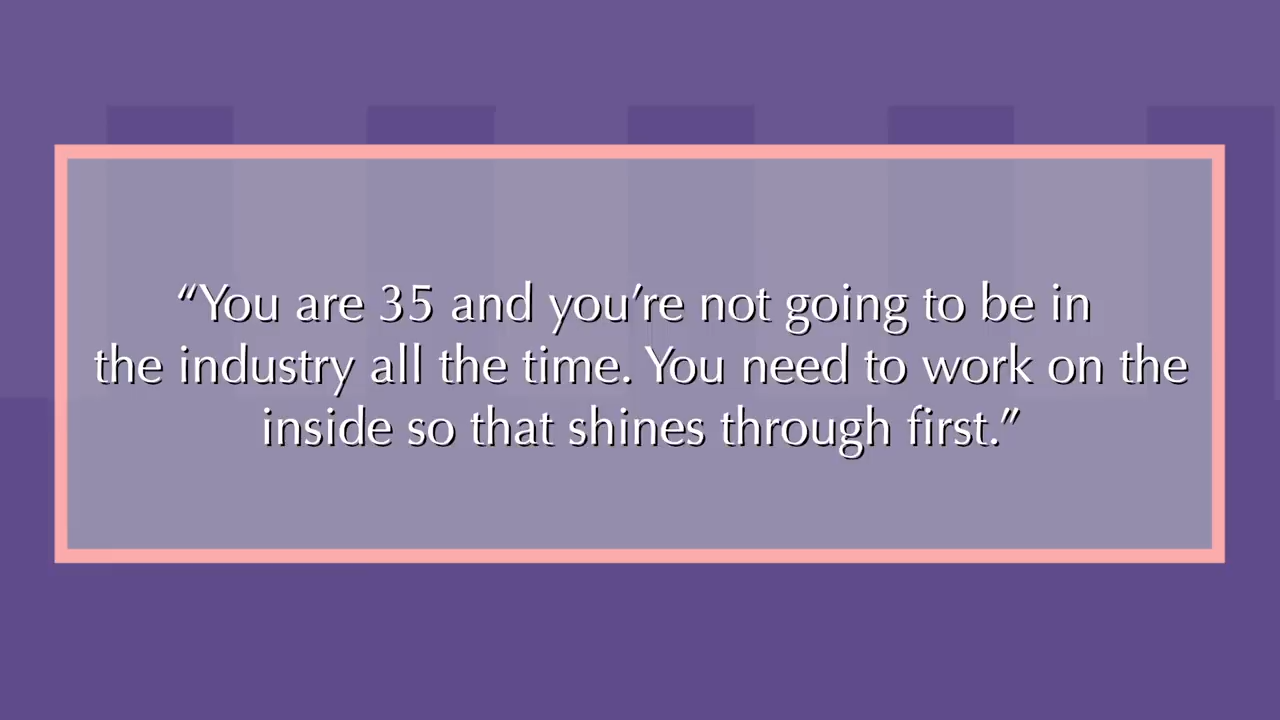 “You are 35 and you’re not going to be in
the industry all the time. You need to work on the
inside so that shines through first.”